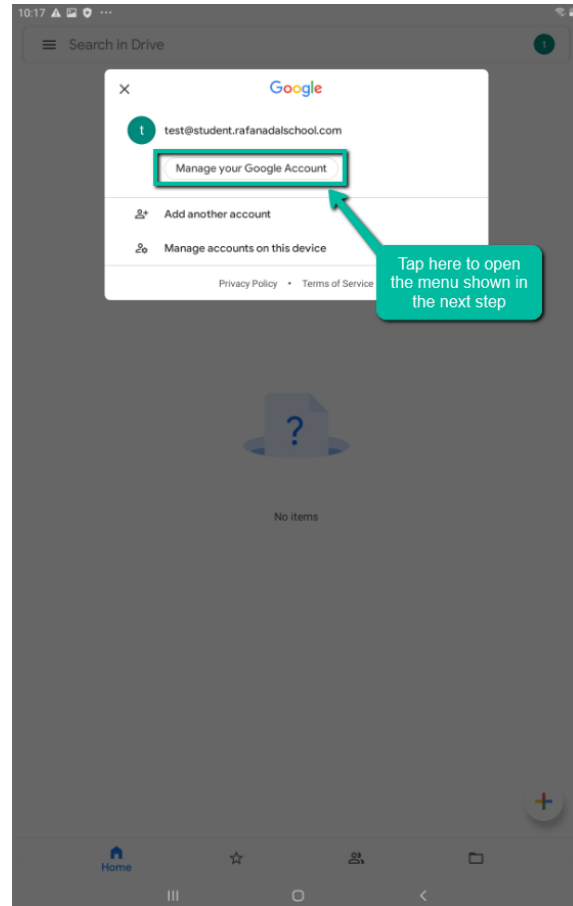 10:17
Search in Drive
t
Google
t
test@student.rafanadalschool.com
Manage your Google Account
Add another account
Manage accounts on this device
Privacy Policy • Terms of Service
Tap here to open
the menu shown in
the next step
?
No items
Home